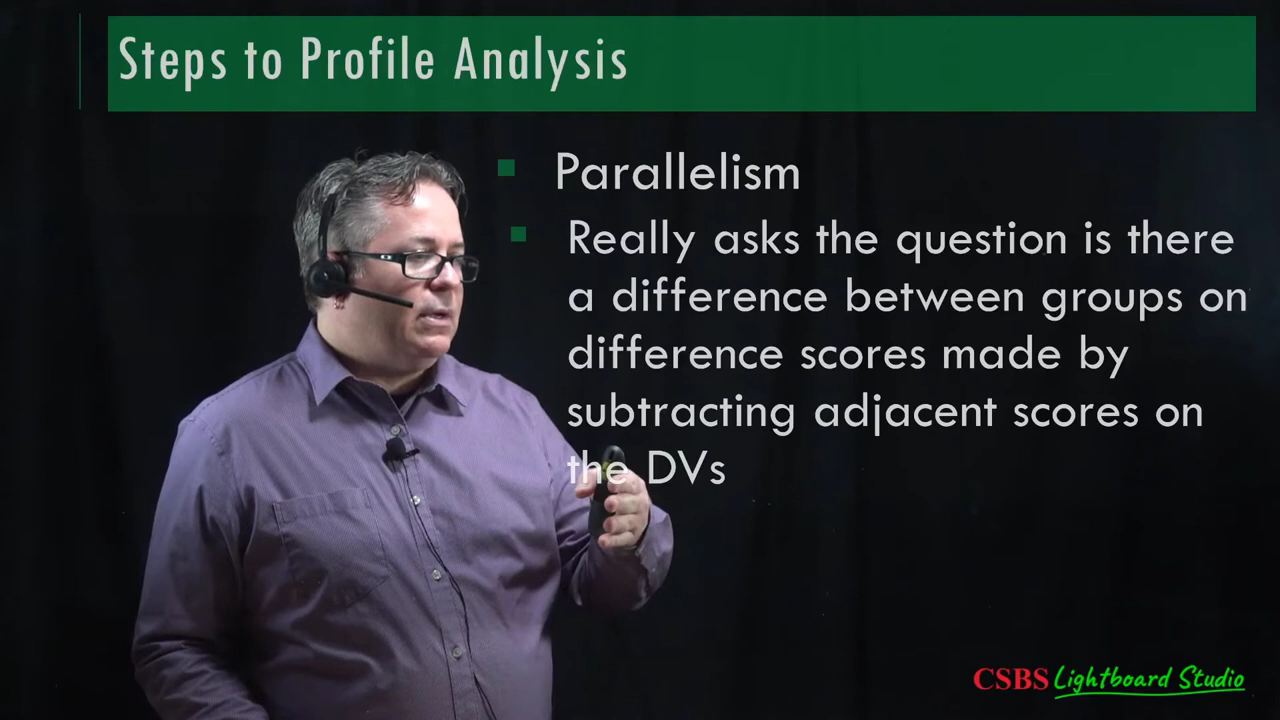 Steps to Profile Analysis
Parallelism
Really asks the question is there
a difference between groups on
difference scores made by
subtracting adjacent scores on
the DVs
CSBS Lightboard Studio